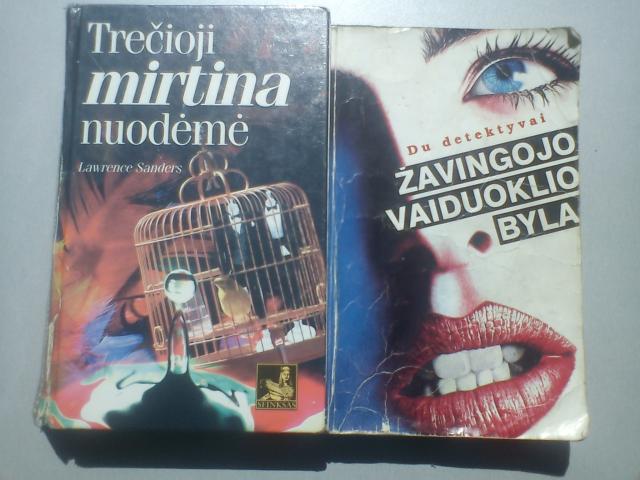 Trečioji
mirtina
nuodėmė
Lawrence Sanders
SFINKSAS
Du detektyvai
ŽAVINGOJO
VAIDUOKLIO
BYLA